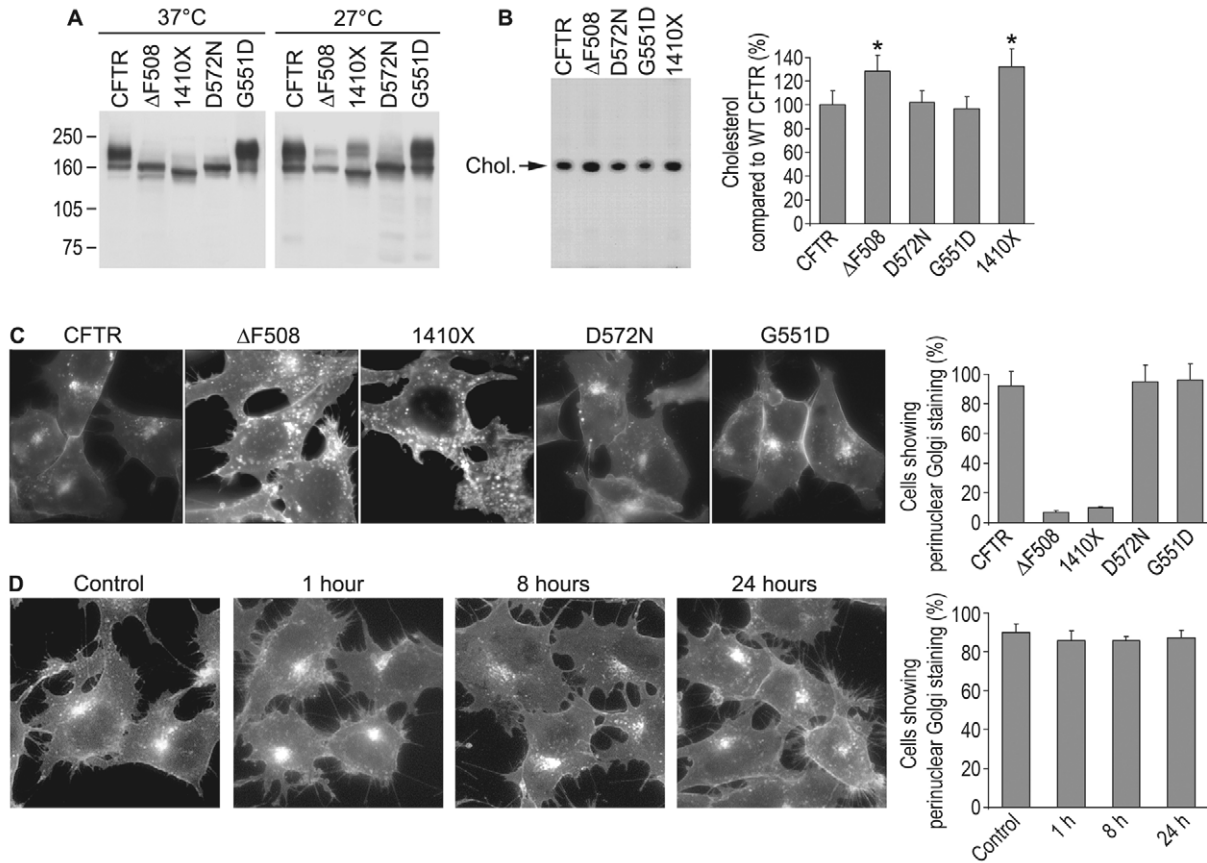 A
37°C
27°C
CFTR
ΔF508
1410X
D572N
G551D
CFTR
ΔF508
1410X
D572N
G551D
250
160
105
75
B
CFTR
ΔF508
D572N
G551D
1410X
Chol.
Cholesterol
compared to WT CFTR (%)
140
120
100
80
60
40
20
0
*
*
CFTR
ΔF508
D572N
G551D
1410X
C
CFTR
ΔF508
1410X
D572N
G551D
Cells showing
perinuclear Golgi staining (%)
100
80
60
40
20
0
CFTR
ΔF508
1410X
D572N
G551D
D
Control
1 hour
8 hours
24 hours
Cells showing
perinuclear Golgi staining (%)
100
80
60
40
20
0
Control
1 h
8 h
24 h